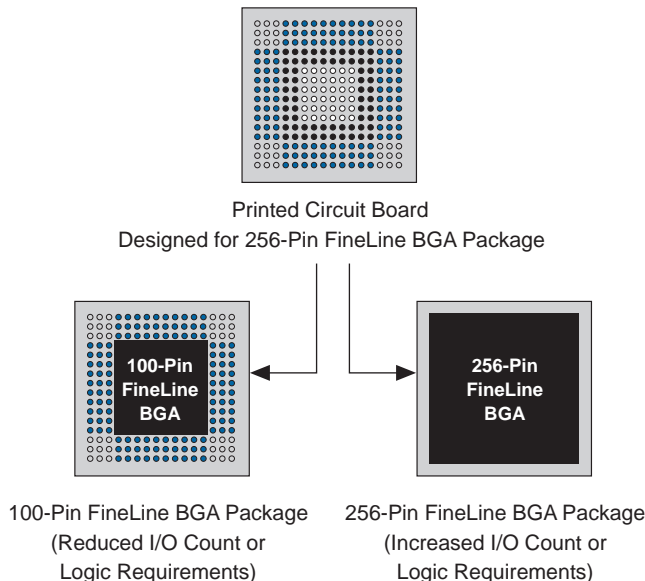 Printed Circuit Board
Designed for 256-Pin FineLine BGA Package
100-Pin
FineLine
BGA
256-Pin
FineLine
BGA
100-Pin FineLine BGA Package
(Reduced I/O Count or
Logic Requirements)
256-Pin FineLine BGA Package
(Increased I/O Count or
Logic Requirements)